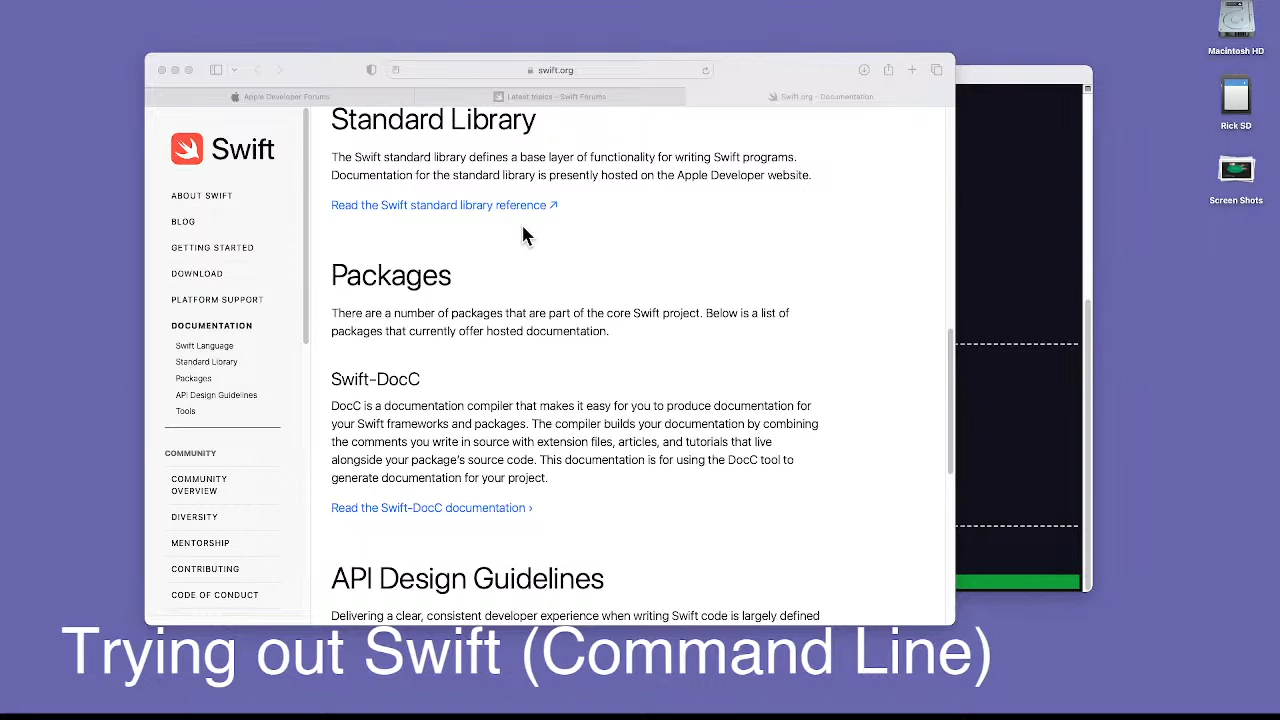 swift.org
Apple Developer Forums
Latest topics – Swift Forums
Swift.org - Documentation
Swift
ABOUT SWIFT
BLOG
GETTING STARTED
DOWNLOAD
PLATFORM SUPPORT
DOCUMENTATION
Swift Language
Standard Library
Packages
API Design Guidelines
Tools
COMMUNITY
COMMUNITY
OVERVIEW
DIVERSITY
MENTORSHIP
CONTRIBUTING
CODE OF CONDUCT
Standard Library
The Swift standard library defines a base layer of functionality for writing Swift programs.
Documentation for the standard library is presently hosted on the Apple Developer website.
Read the Swift standard library reference ↗
Packages
There are a number of packages that are part of the core Swift project. Below is a list of
packages that currently offer hosted documentation.
Swift-DocC
DocC is a documentation compiler that makes it easy for you to produce documentation for
your Swift frameworks and packages. The compiler builds your documentation by combining
the comments you write in source with extension files, articles, and tutorials that live
alongside your package's source code. This documentation is for using the DocC tool to
generate documentation for your project.
Read the Swift-DocC documentation ›
API Design Guidelines
Delivering a clear, consistent developer experience when writing Swift code is largely defined
Macintosh HD
Rick SD
Screen Shots
Trying out Swift (Command Line)